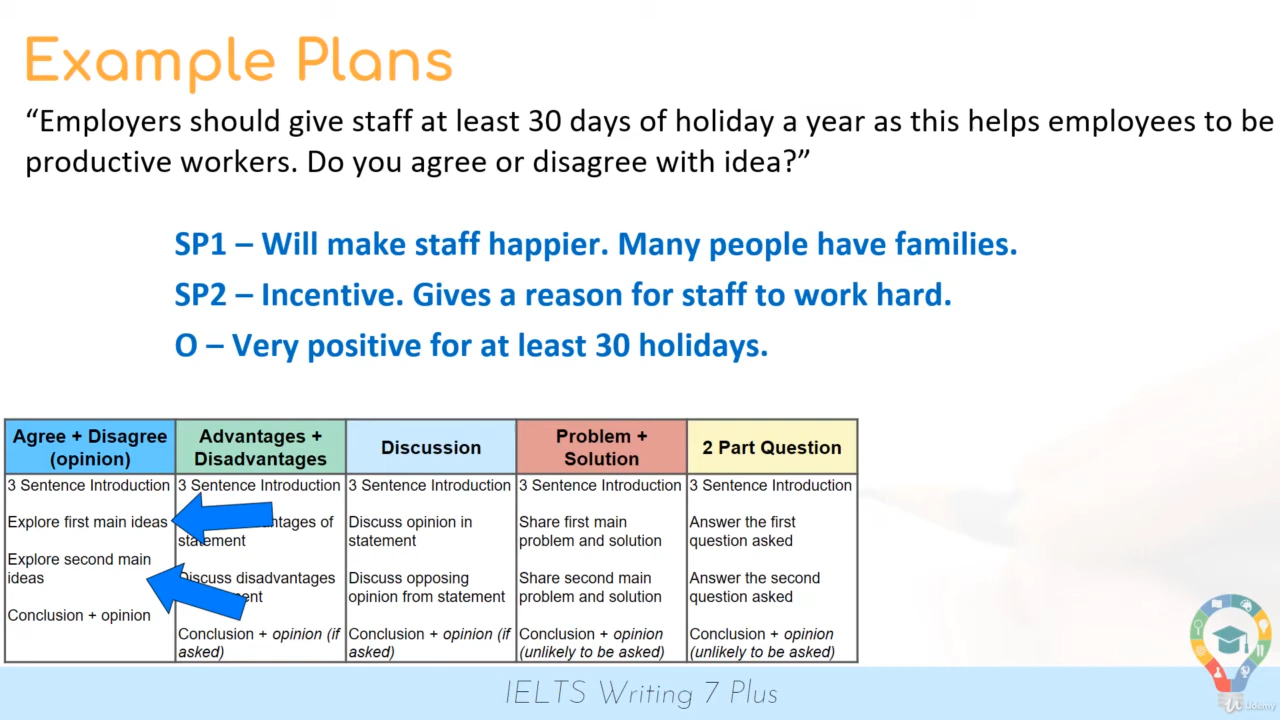 Example Plans
“Employers should give staff at least 30 days of holiday a year as this helps employees to be
productive workers. Do you agree or disagree with idea?”
SP1 – Will make staff happier. Many people have families.
SP2 – Incentive. Gives a reason for staff to work hard.
O – Very positive for at least 30 holidays.
Agree + Disagree
(opinion)
3 Sentence Introduction
Explore first main ideas
Explore second main
ideas
Conclusion + opinion
Advantages +
Disadvantages
3 Sentence Introduction
of
Discuss disadvantages
Conclusion + opinion (if
asked)
Discussion
3 Sentence Introduction
Discuss opinion in
statement
Discuss opposing
opinion from statement
Conclusion + opinion (if
asked)
Problem +
Solution
3 Sentence Introduction
Share first main
problem and solution
Share second main
problem and solution
Conclusion + opinion
(unlikely to be asked)
2 Part Question
3 Sentence Introduction
Answer the first
question asked
Answer the second
question asked
Conclusion + opinion
(unlikely to be asked)
IELTS Writing 7 Plus
Udemy